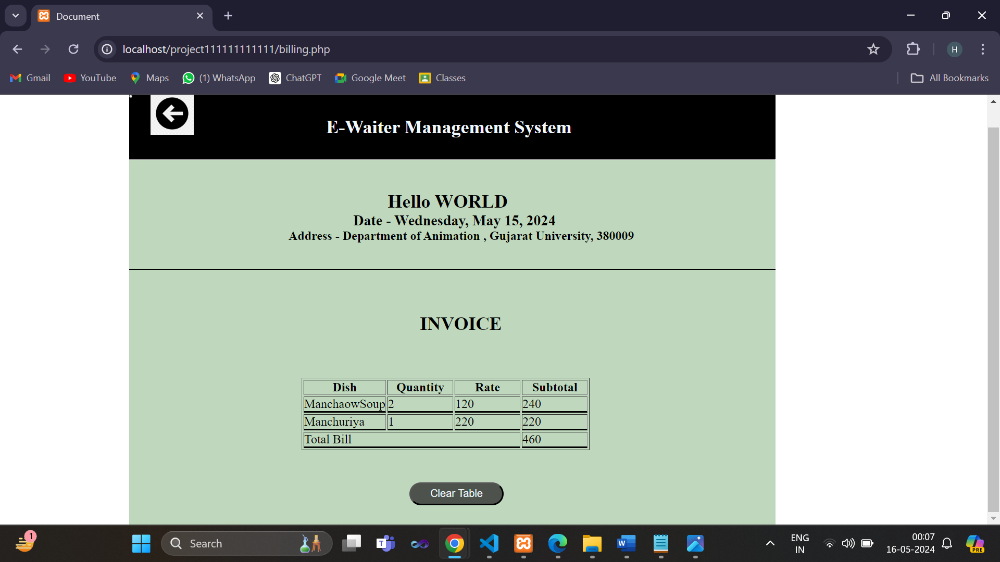 Document
localhost/project111111111111/billing.php
H
Gmail YouTube Maps (1) WhatsApp ChatGPT Google Meet Classes All Bookmarks
E-Waiter Management System
Hello WORLD
Date - Wednesday, May 15, 2024
Address - Department of Animation , Gujarat University, 380009
INVOICE
Dish Quantity Rate Subtotal
ManchaowSoup 2 120 240
Manchuriya 1 220 220
Total Bill 460
Clear Table
1
Search
T
W
ENG
IN
00:07
16-05-2024
PRE